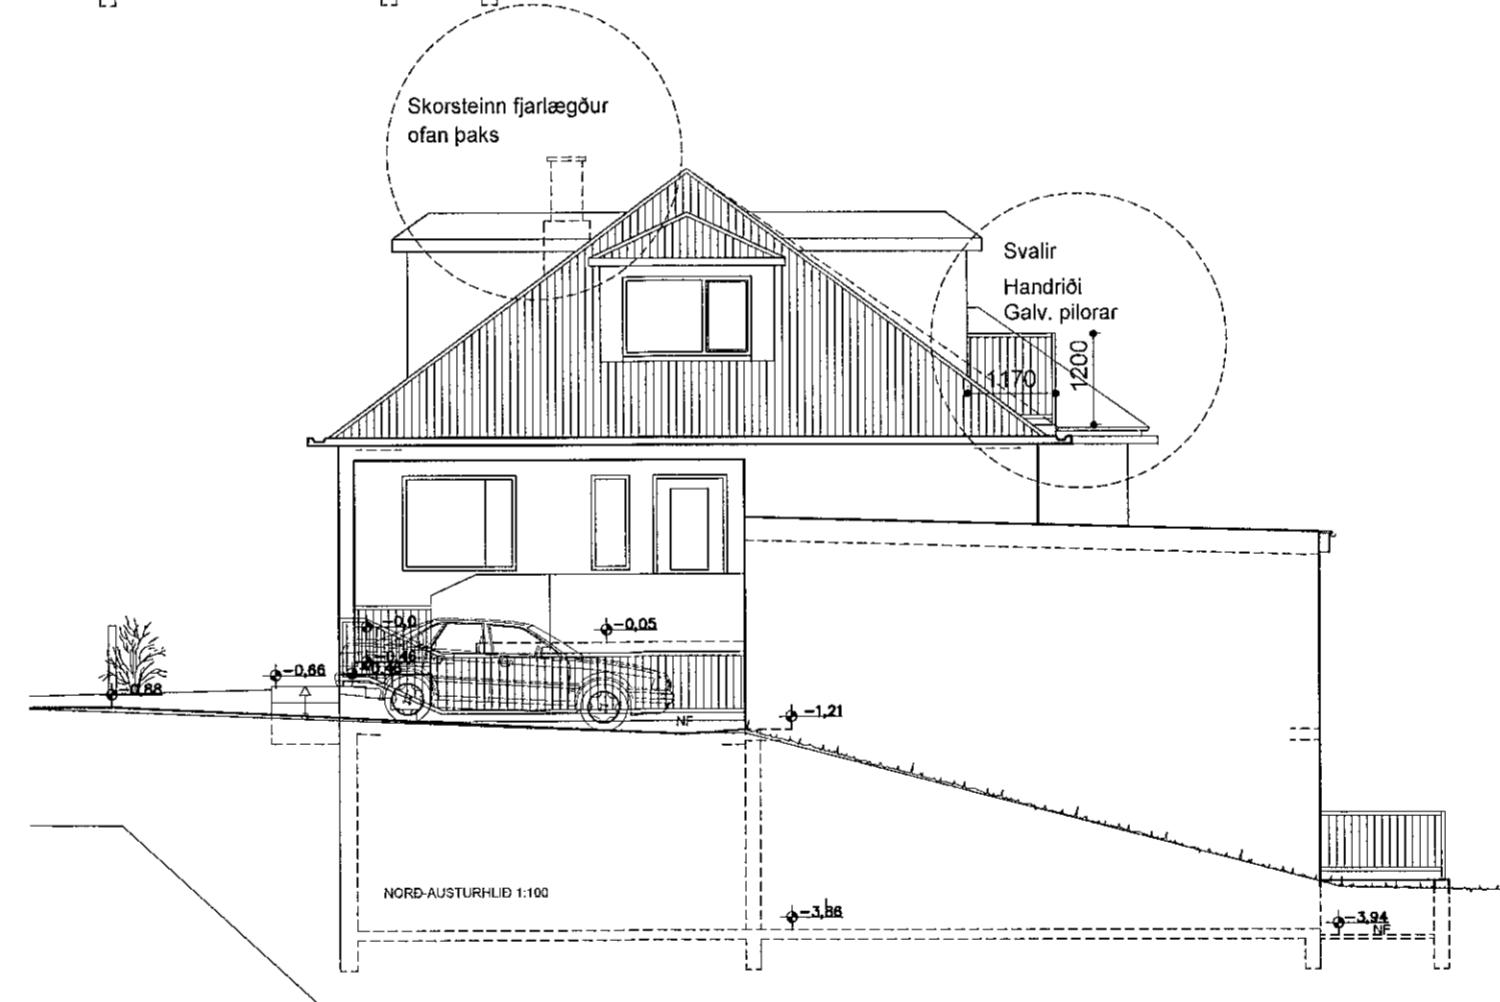 Skorsteinn fjarlægður
ofan þaks
Svalir
Handriði
Galv. pilorar
1170
1200
-0,0
-0,05
-0,46
-0,66
-0,88
NF
-1,21
NORÐ-AUSTURHLIÐ 1:100
-3,86
-3,94
NF